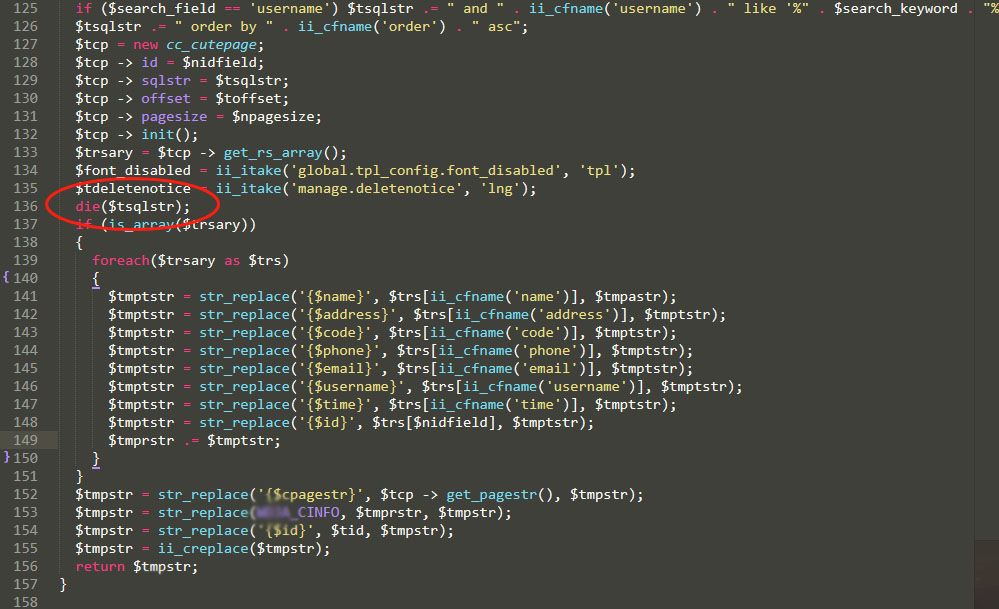 125 if ($search_field == 'username') $tsqlstr .= " and " . ii_cfname('username') . " like '%" . $search_keyword . "%
126 $tsqlstr .= " order by " . ii_cfname('order') . " asc";
127 $tcp = new cc_cutepage;
128 $tcp -> id = $nidfield;
129 $tcp -> sqlstr = $tsqlstr;
130 $tcp -> offset = $toffset;
131 $tcp -> pagesize = $npagesize;
132 $tcp -> init();
133 $trsary = $tcp -> get_rs_array();
134 $font_disabled = ii_itake('global.tpl_config.font_disabled', 'tpl');
135 $tdeletenotice = ii_itake('manage.deletenotice', 'lng');
136 die($tsqlstr);
137 if (is_array($trsary))
138 {
139 foreach($trsary as $trs)
{ 140 {
141 $tmptstr = str_replace('{$name}', $trs[ii_cfname('name')], $tmpastr);
142 $tmptstr = str_replace('{$address}', $trs[ii_cfname('address')], $tmptstr);
143 $tmptstr = str_replace('{$code}', $trs[ii_cfname('code')], $tmptstr);
144 $tmptstr = str_replace('{$phone}', $trs[ii_cfname('phone')], $tmptstr);
145 $tmptstr = str_replace('{$email}', $trs[ii_cfname('email')], $tmptstr);
146 $tmptstr = str_replace('{$username}', $trs[ii_cfname('username')], $tmptstr);
147 $tmptstr = str_replace('{$time}', $trs[ii_cfname('time')], $tmptstr);
148 $tmptstr = str_replace('{$id}', $trs[$nidfield], $tmptstr);
149 $tmprstr .= $tmptstr;
} 150 }
151 }
152 $tmpstr = str_replace('{$cpagestr}', $tcp -> get_pagestr(), $tmpstr);
153 $tmpstr = str_replace( _CINFO, $tmprstr, $tmpstr);
154 $tmpstr = str_replace('{$id}', $tid, $tmpstr);
155 $tmpstr = ii_creplace($tmpstr);
156 return $tmpstr;
157 }
158